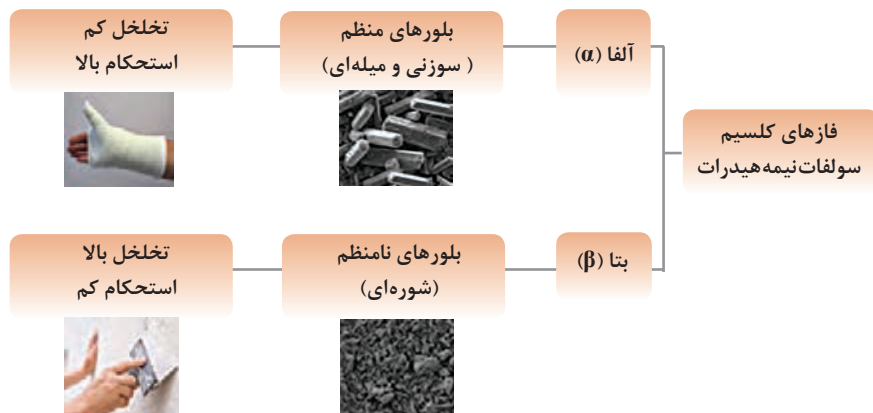 فازهای کلسیم
سولفات‌نیمه‌هیدرات
آلفا (α)
بلورهای منظم
( سوزنی و میله‌ای)
تخلخل کم
استحکام بالا
بتا (β)
بلورهای نامنظم
(شوره‌ای)
تخلخل بالا
استحکام کم